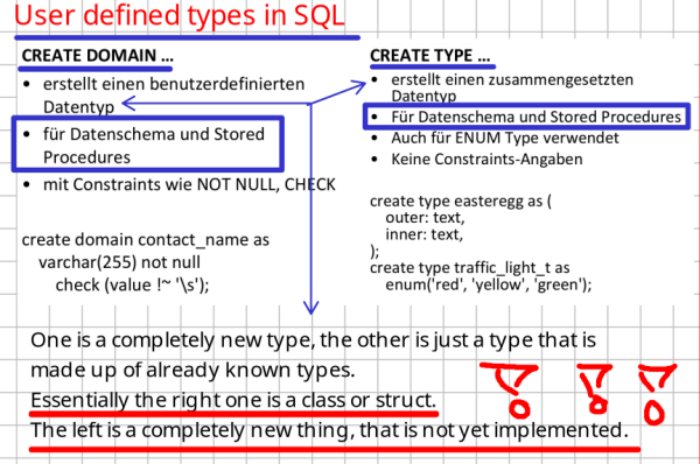 User defined types in SQL
CREATE DOMAIN ...
• erstellt einen benutzerdefinierten
Datentyp
• für Datenschema und Stored
Procedures
• mit Constraints wie NOT NULL, CHECK
create domain contact_name as
varchar(255) not null
check (value !~ '\s');
CREATE TYPE ...
• erstellt einen zusammengesetzten
Datentyp
• Für Datenschema und Stored Procedures
• Auch für ENUM Type verwendet
• Keine Constraints-Angaben
create type easteregg as (
outer: text,
inner: text,
);
create type traffic_light_t as
enum('red', 'yellow', 'green');
One is a completely new type, the other is just a type that is
made up of already known types.
Essentially the right one is a class or struct.
The left is a completely new thing, that is not yet implemented.
! ! !